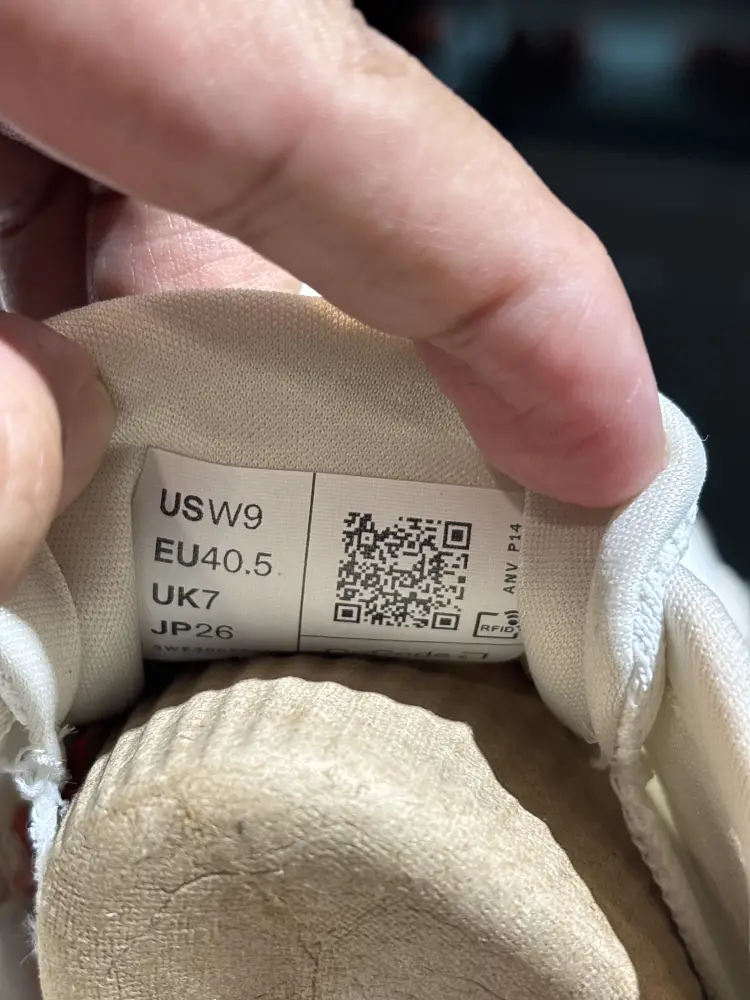 USW9
EU40.5
UK7
JP26
ANV P14
RFID